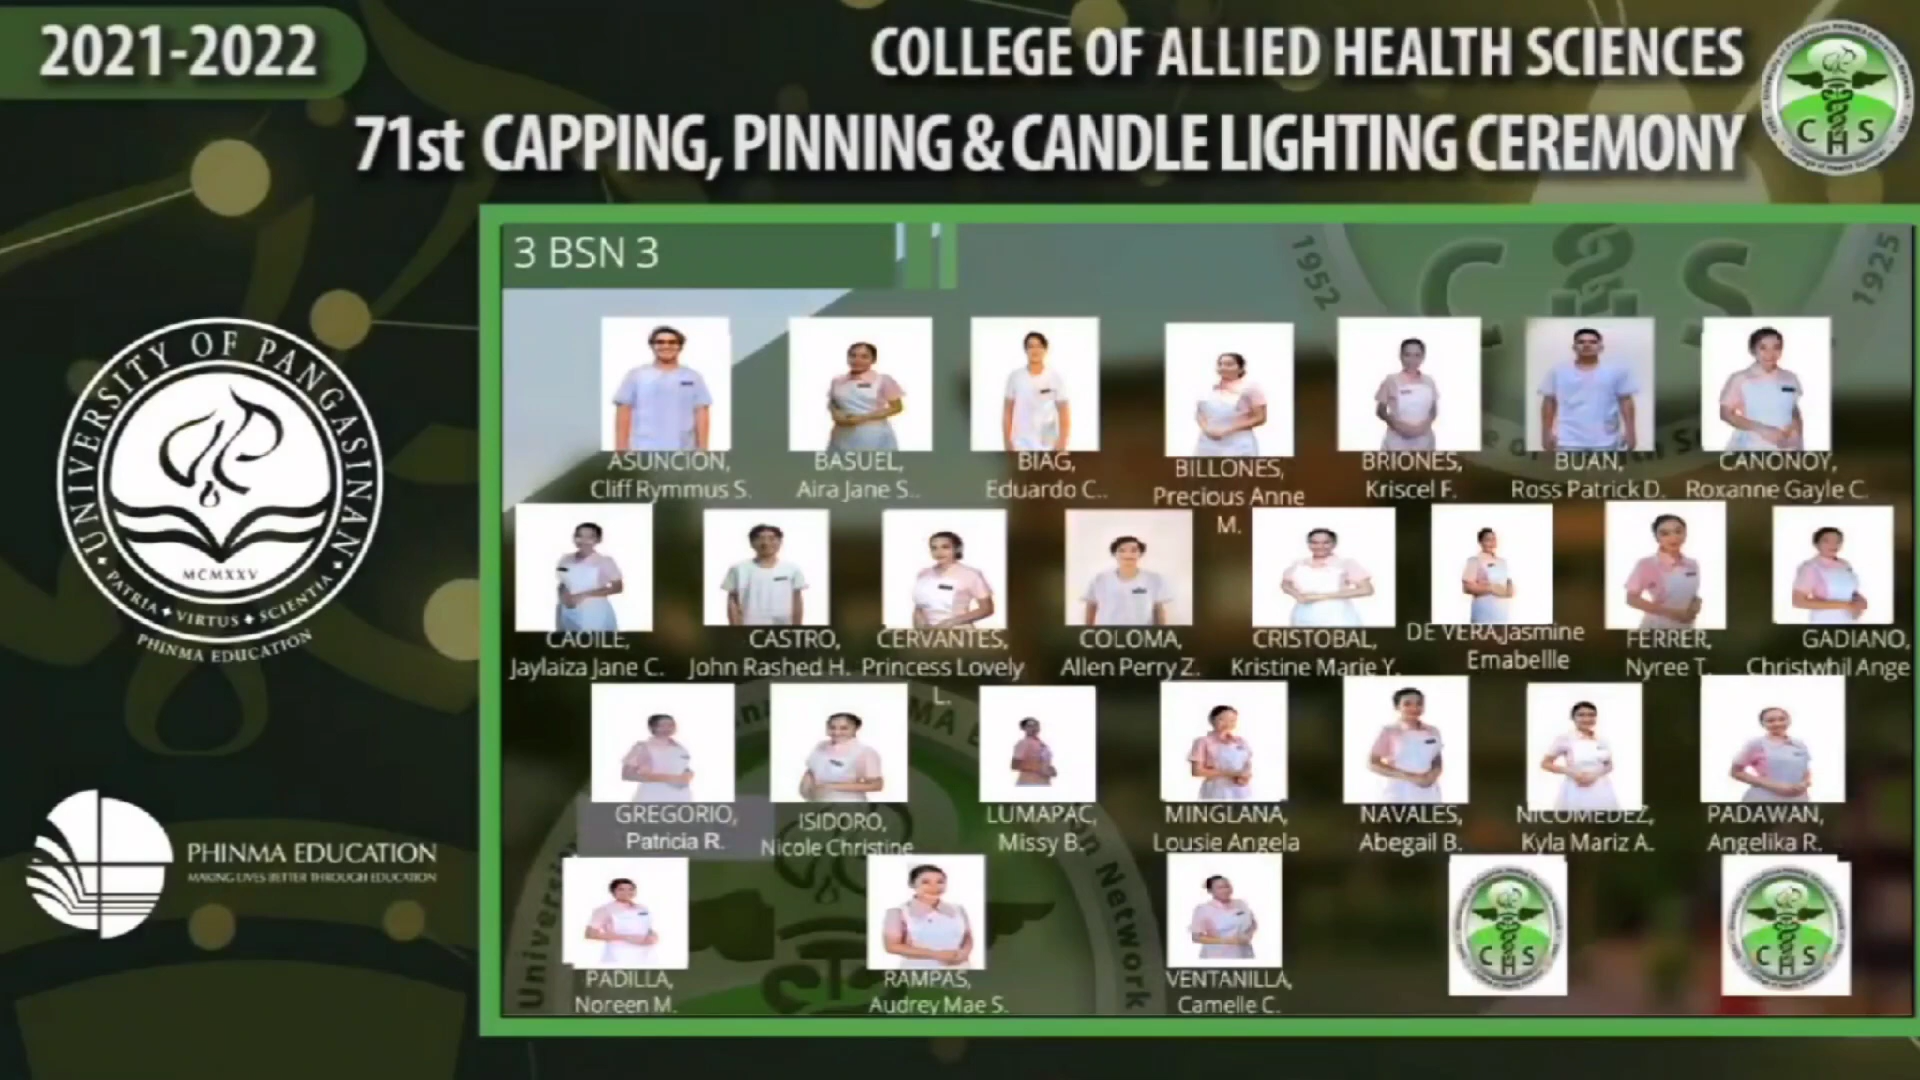 2021-2022
COLLEGE OF ALLIED HEALTH SCIENCES
71st CAPPING, PINNING & CANDLE LIGHTING CEREMONY
C H S
UNIVERSITY OF PANGASINAN
MCMXXV
PATRIA VIRTUS SCIENTIA
PHINMA EDUCATION
PHINMA EDUCATION
MAKING LIVES BETTER THROUGH EDUCATION
3 BSN 3
1952
C H S
1925
ASUNCION,
Cliff Rymmus S.
BASUEL,
Aira Jane S..
BIAG,
Eduardo C..
BILLONES,
Precious Anne
M.
BRIONES,
Kriscel F.
BUAN,
Ross Patrick D.
CANONOY,
Roxanne Gayle C.
CAOILE,
Jaylaiza Jane C.
CASTRO,
John Rashed H.
CERVANTES,
Princess Lovely
L.
COLOMA,
Allen Perry Z.
CRISTOBAL,
Kristine Marie Y.
DE VERA,Jasmine
Emabellle
FERRER,
Nyree T.
GADIANO,
Christwhil Ange
GREGORIO,
Patricia R.
ISIDORO,
Nicole Christine
LUMAPAC,
Missy B.
MINGLANA,
Lousie Angela
NAVALES,
Abegail B.
NICOMEDEZ,
Kyla Mariz A.
PADAWAN,
Angelika R.
PADILLA,
Noreen M.
RAMPAS,
Audrey Mae S.
VENTANILLA,
Camelle C.
C H S
C H S
Network